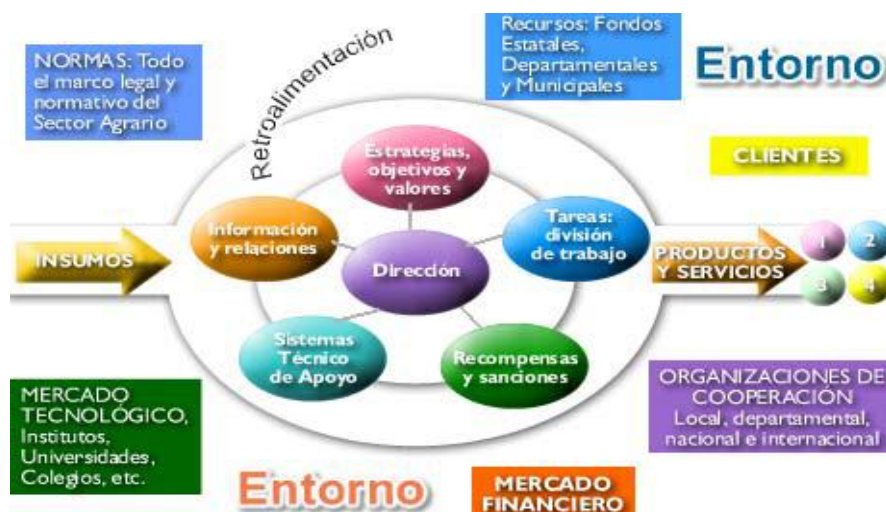 NORMAS: Todo
el marco legal y
normativo del
Sector Agrario
Retroalimentación
Recursos: Fondos
Estatales,
Departamentales
y Municipales
Entorno
CLIENTES
Estrategias,
objetivos y
valores
Información
y relaciones
Tareas:
división
de trabajo
Dirección
INSUMOS
PRODUCTOS
Y SERVICIOS
1
2
3
4
Sistemas
Técnico
de Apoyo
Recompensas
y sanciones
MERCADO
TECNOLÓGICO,
Institutos,
Universidades,
Colegios, etc.
ORGANIZACIONES DE
COOPERACIÓN
Local, departamental,
nacional e internacional
Entorno
MERCADO
FINANCIERO